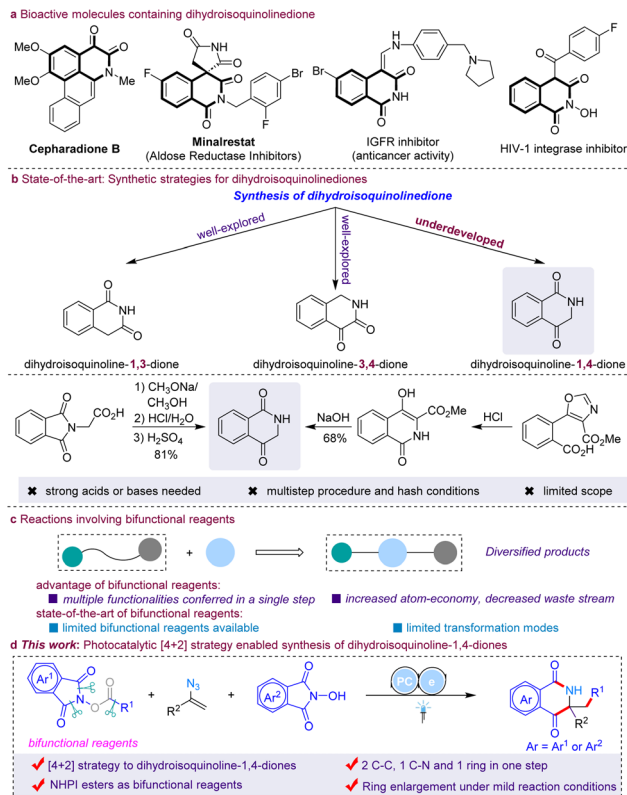 a Bioactive molecules containing dihydroisoquinolinedione
MeO
MeO
O
O
N–Me
Cepharadione B
O
NH
O
F
O
N
O
Br
F
Minalrestat
(Aldose Reductase Inhibitors)
HN
N
Br
O
NH
O
IGFR inhibitor
(anticancer activity)
F
O
O
N
OH
O
HIV-1 integrase inhibitor
b State-of-the-art: Synthetic strategies for dihydroisoquinolinediones
Synthesis of dihydroisoquinolinedione
well-explored
well-explored
underdeveloped
O
NH
O
dihydroisoquinoline-1,3-dione
NH
O
O
dihydroisoquinoline-3,4-dione
O
NH
O
dihydroisoquinoline-1,4-dione
O
N
CO₂H
O
1) CH₃ONa/
CH₃OH
2) HCl/H₂O
3) H₂SO₄
81%
O
NH
O
NaOH
68%
OH
CO₂Me
NH
O
HCl
O
N
CO₂Me
CO₂H
✖ strong acids or bases needed ✖ multistep procedure and hash conditions ✖ limited scope
c Reactions involving bifunctional reagents
+
Diversified products
advantage of bifunctional reagents:
■ multiple functionalities conferred in a single step ■ increased atom-economy, decreased waste stream
state-of-the-art of bifunctional reagents:
■ limited bifunctional reagents available ■ limited transformation modes
d This work: Photocatalytic [4+2] strategy enabled synthesis of dihydroisoquinoline-1,4-diones
O
Ar¹
N
O
O
O
R¹
bifunctional reagents
+
N₃
R²
+
O
Ar²
N–OH
O
PC
e
O
Ar
NH
R¹
R²
O
Ar = Ar¹ or Ar²
✓ [4+2] strategy to dihydroisoquinoline-1,4-diones ✓ 2 C-C, 1 C-N and 1 ring in one step
✓ NHPI esters as bifunctional reagents ✓ Ring enlargement under mild reaction conditions